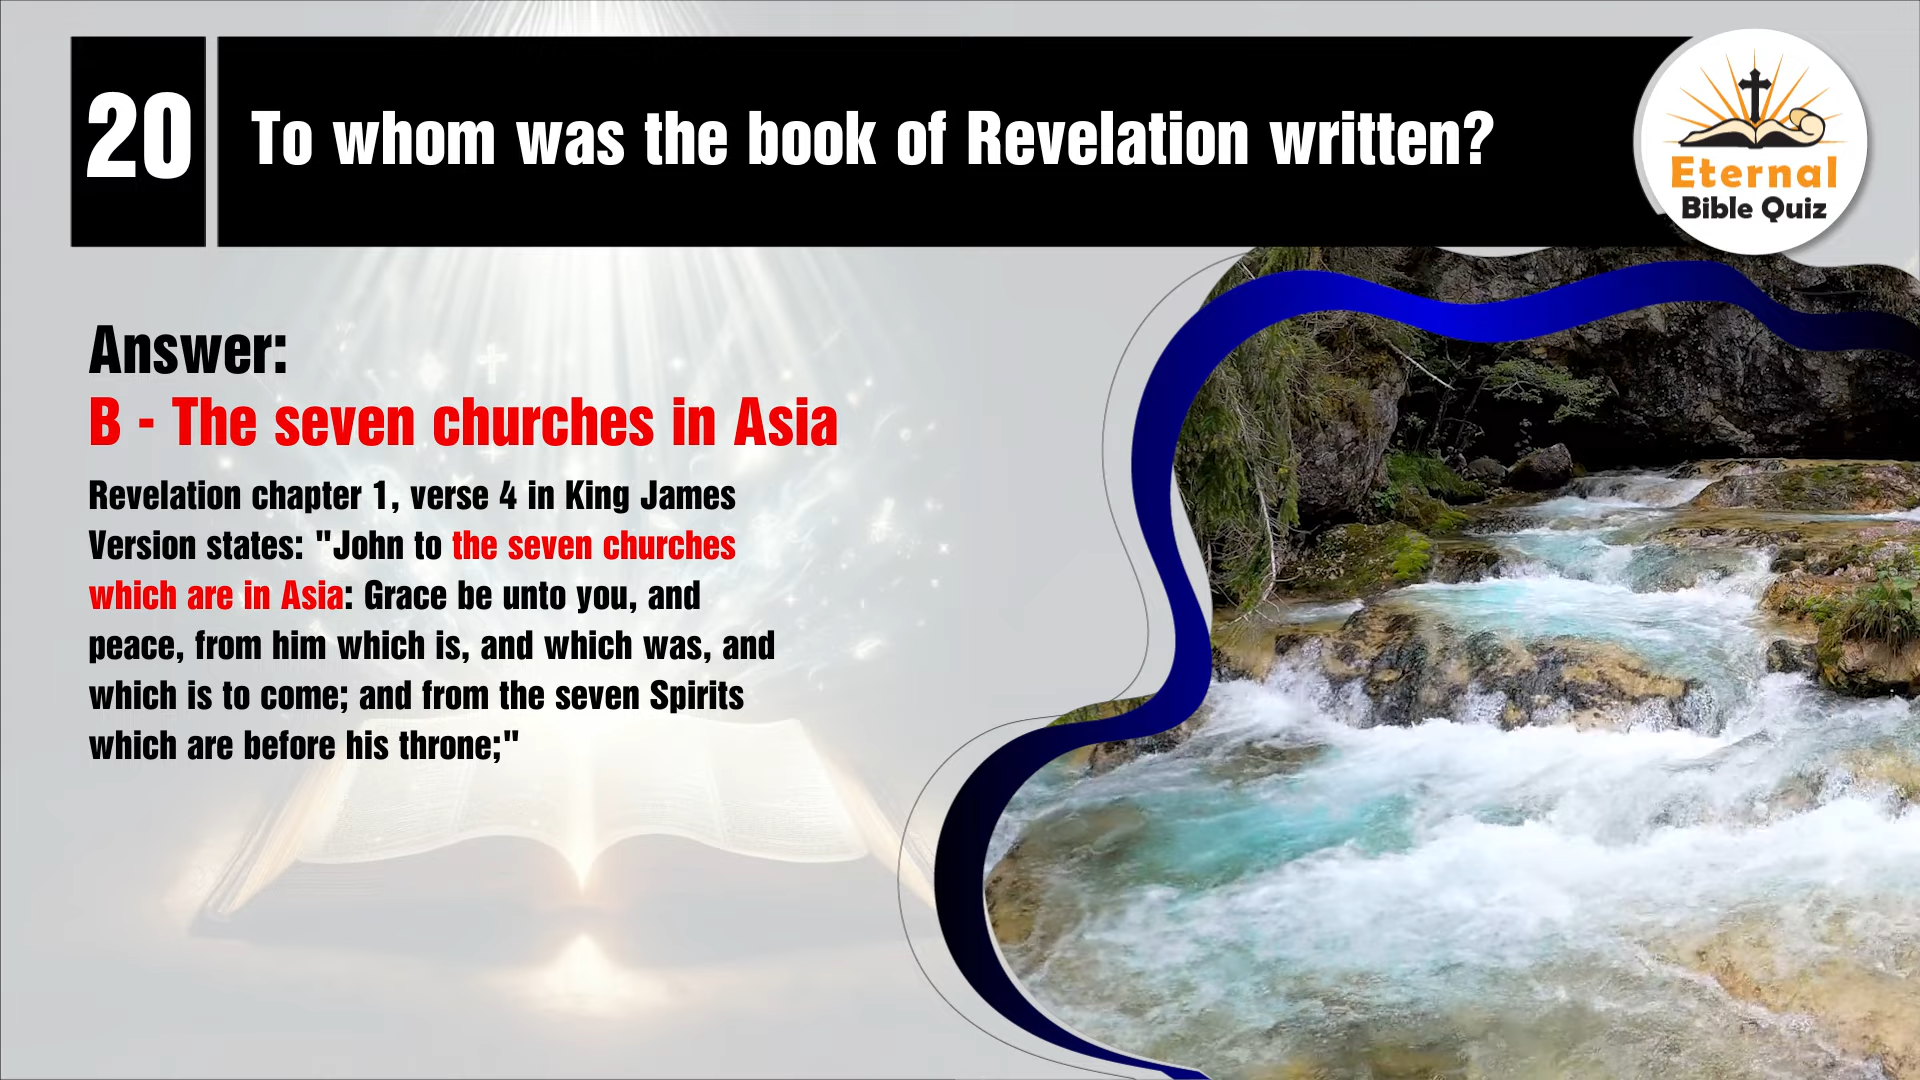 20
To whom was the book of Revelation written?
Eternal
Bible Quiz
Answer:
B - The seven churches in Asia
Revelation chapter 1, verse 4 in King James
Version states: "John to the seven churches
which are in Asia: Grace be unto you, and
peace, from him which is, and which was, and
which is to come; and from the seven Spirits
which are before his throne;"